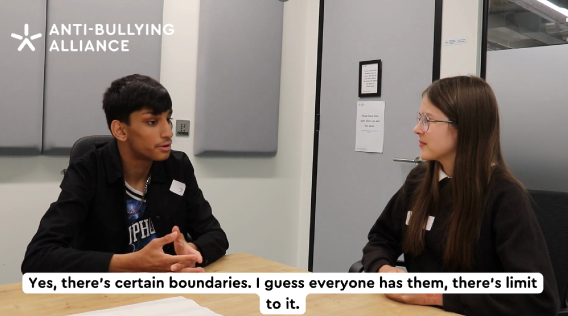 ANTI-BULLYING
ALLIANCE
Yes, there's certain boundaries. I guess everyone has them, there's limit
to it.